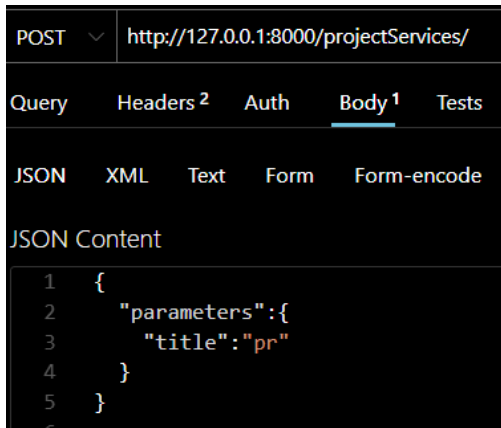 POST http://127.0.0.1:8000/projectServices/
Query Headers 2 Auth Body 1 Tests
JSON XML Text Form Form-encode
JSON Content
1 {
2 "parameters":{
3 "title":"pr"
4 }
5 }